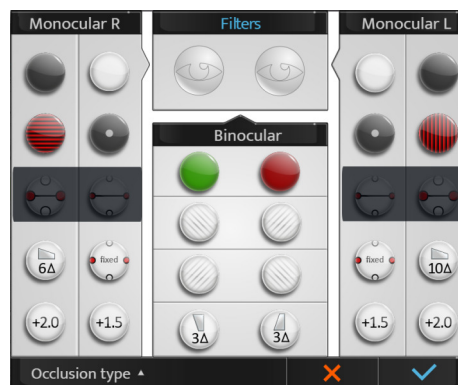 Monocular R
Filters
Monocular L
Binocular
6Δ
fixed
fixed
10Δ
+2.0
+1.5
3Δ
3Δ
+1.5
+2.0
Occlusion type